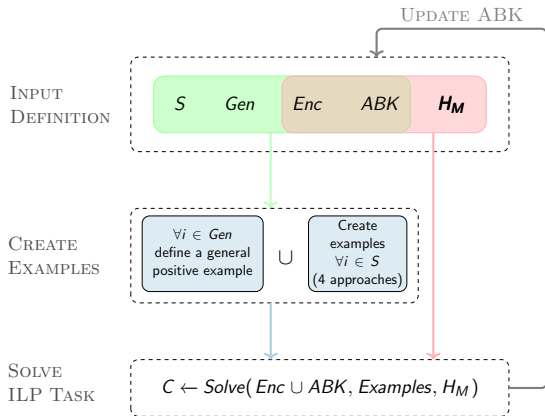 UPDATE ABK
INPUT
DEFINITION
S Gen Enc ABK H_M
CREATE
EXAMPLES
∀i ∈ Gen
define a general
positive example
∪
Create
examples
∀i ∈ S
(4 approaches)
SOLVE
ILP TASK
C ← Solve(Enc ∪ ABK, Examples, H_M)